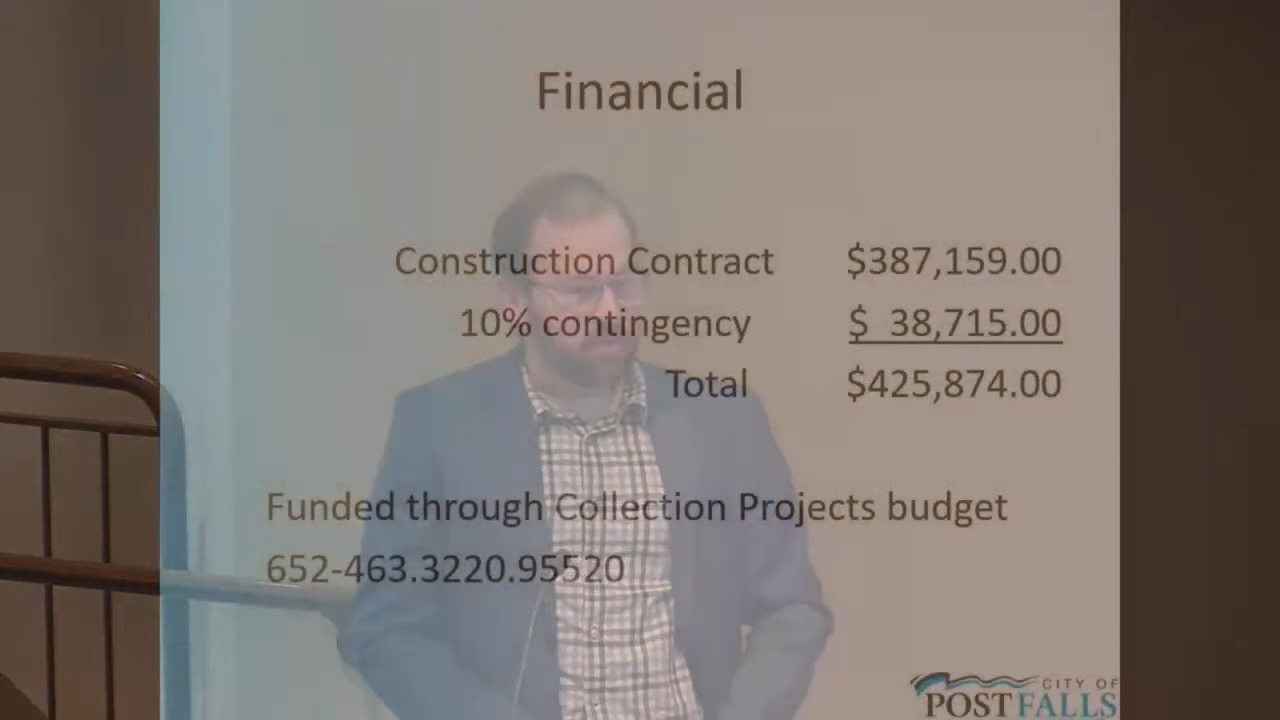 Financial
Construction Contract $387,159.00
10% contingency $ 38,715.00
Total $425,874.00
Funded through Collection Projects budget
652-463.3220.95520
CITY OF
POST FALLS